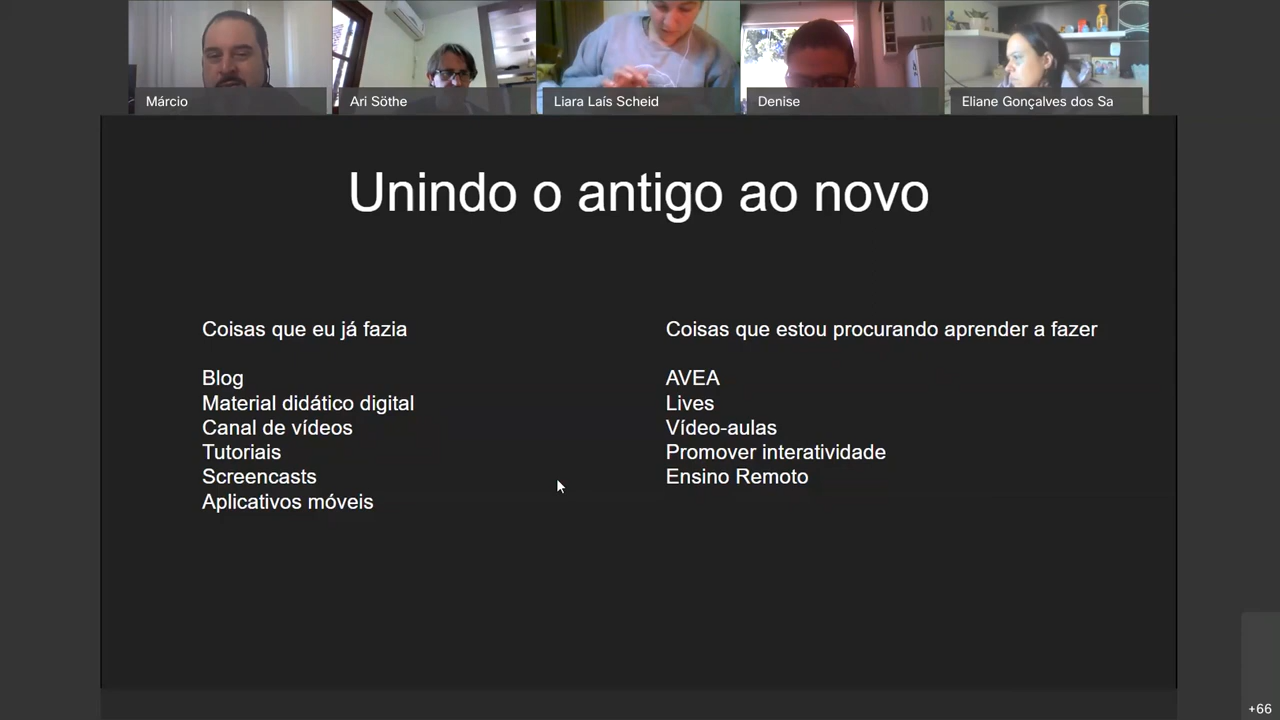 Márcio
Ari Söthe
Liara Laís Scheid
Denise
Eliane Gonçalves dos Sa
Unindo o antigo ao novo
Coisas que eu já fazia
Blog
Material didático digital
Canal de vídeos
Tutoriais
Screencasts
Aplicativos móveis
Coisas que estou procurando aprender a fazer
AVEA
Lives
Vídeo-aulas
Promover interatividade
Ensino Remoto
+66